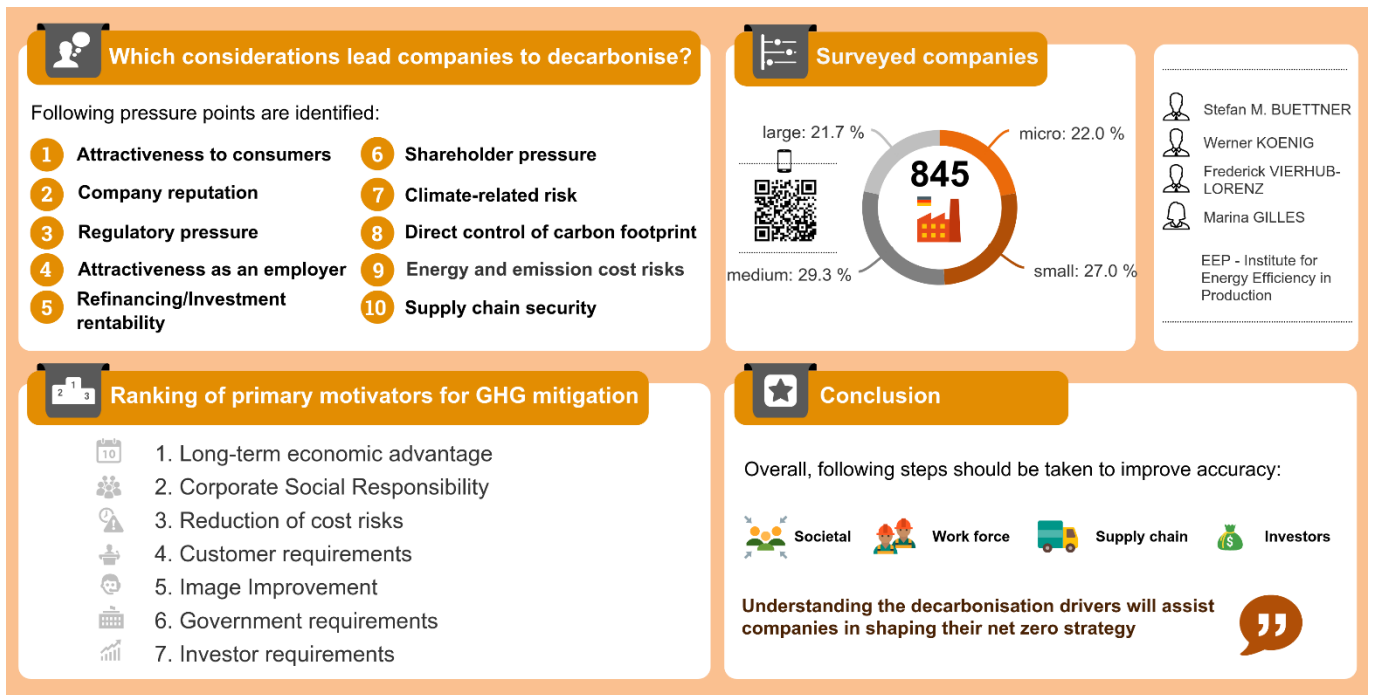 Which considerations lead companies to decarbonise?
Following pressure points are identified:
1 Attractiveness to consumers
2 Company reputation
3 Regulatory pressure
4 Attractiveness as an employer
5 Refinancing/Investment
rentability
6 Shareholder pressure
7 Climate-related risk
8 Direct control of carbon footprint
9 Energy and emission cost risks
10 Supply chain security
Surveyed companies
large: 21.7 %
micro: 22.0 %
845
medium: 29.3 %
small: 27.0 %
Stefan M. BUETTNER
Werner KOENIG
Frederick VIERHUB-
LORENZ
Marina GILLES
EEP - Institute for
Energy Efficiency in
Production
2 1 3
Ranking of primary motivators for GHG mitigation
10
1. Long-term economic advantage
2. Corporate Social Responsibility
3. Reduction of cost risks
4. Customer requirements
5. Image Improvement
6. Government requirements
7. Investor requirements
Conclusion
Overall, following steps should be taken to improve accuracy:
Societal
Work force
Supply chain
$
Investors
Understanding the decarbonisation drivers will assist
companies in shaping their net zero strategy